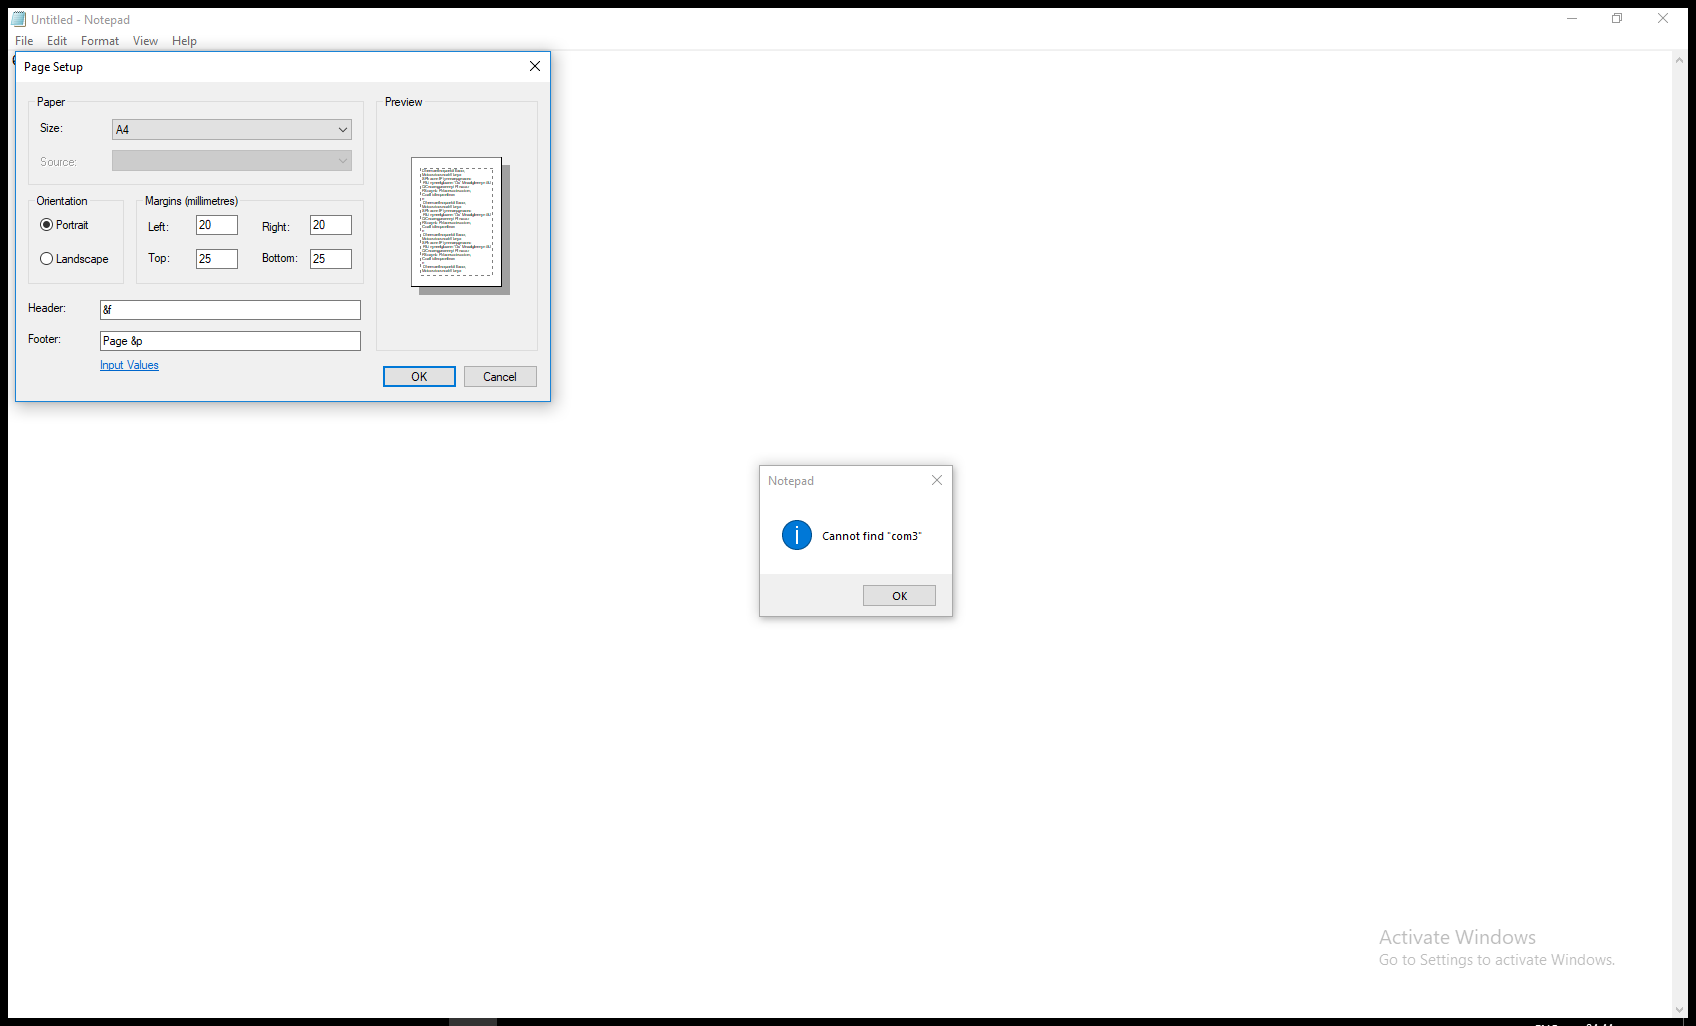 Untitled - Notepad
File Edit Format View Help
Page Setup
Paper
Size: A4
Source:
Orientation
Portrait
Landscape
Margins (millimetres)
Left: 20 Right: 20
Top: 25 Bottom: 25
Header: &f
Footer: Page &p
Input Values
Preview
OK Cancel
Notepad
Cannot find "com3"
OK
Activate Windows
Go to Settings to activate Windows.